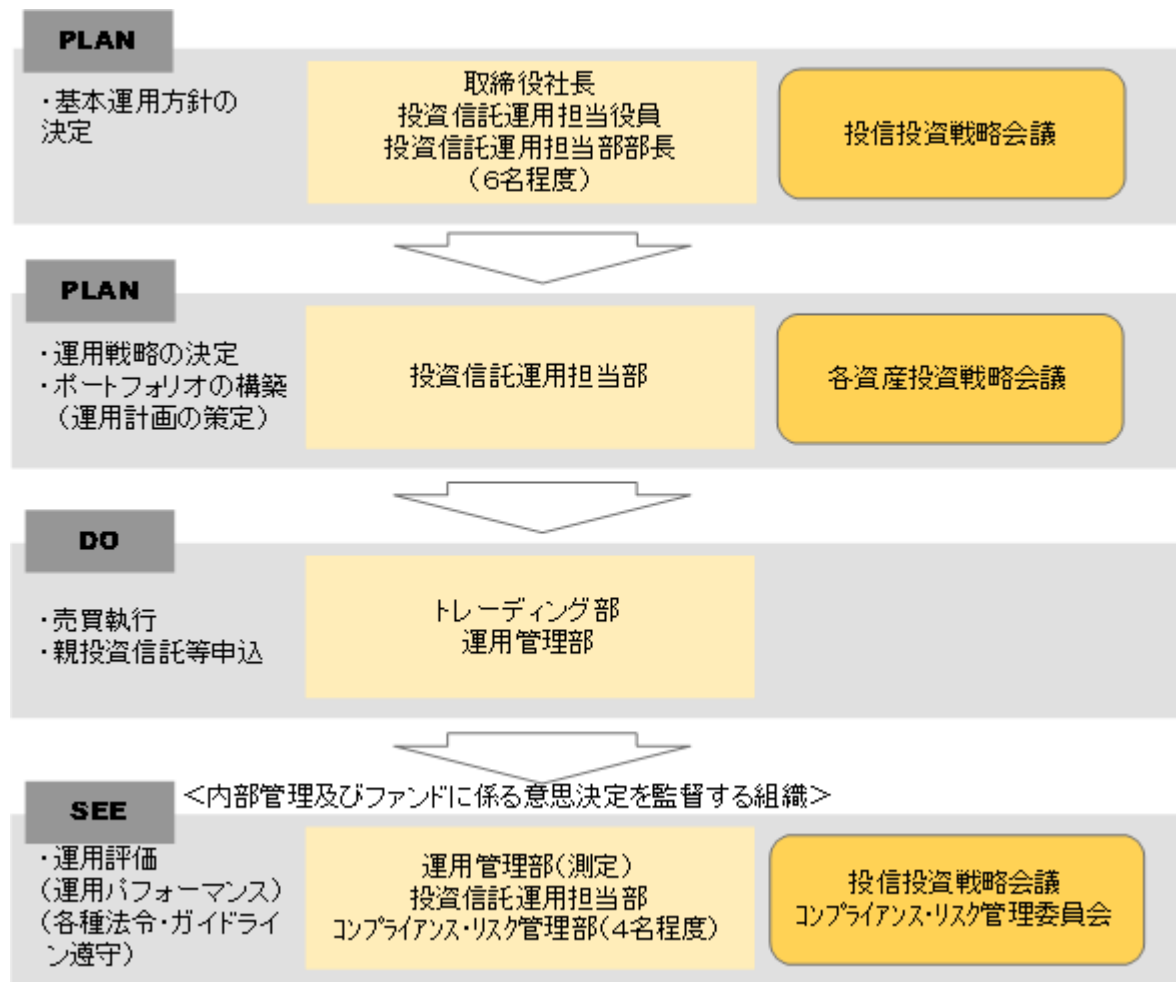 PLAN
・基本運用方針の
決定
取締役社長
投資信託運用担当役員
投資信託運用担当部部長
(6名程度)
投信投資戦略会議
PLAN
・運用戦略の決定
・ポートフォリオの構築
(運用計画の策定)
投資信託運用担当部
各資産投資戦略会議
DO
・売買執行
・親投資信託等申込
トレーディング部
運用管理部
SEE
<内部管理及びファンドに係る意思決定を監督する組織>
・運用評価
(運用パフォーマンス)
(各種法令・ガイドライ
ン遵守)
運用管理部(測定)
投資信託運用担当部
コンプライアンス・リスク管理部(4名程度)
投信投資戦略会議
コンプライアンス・リスク管理委員会